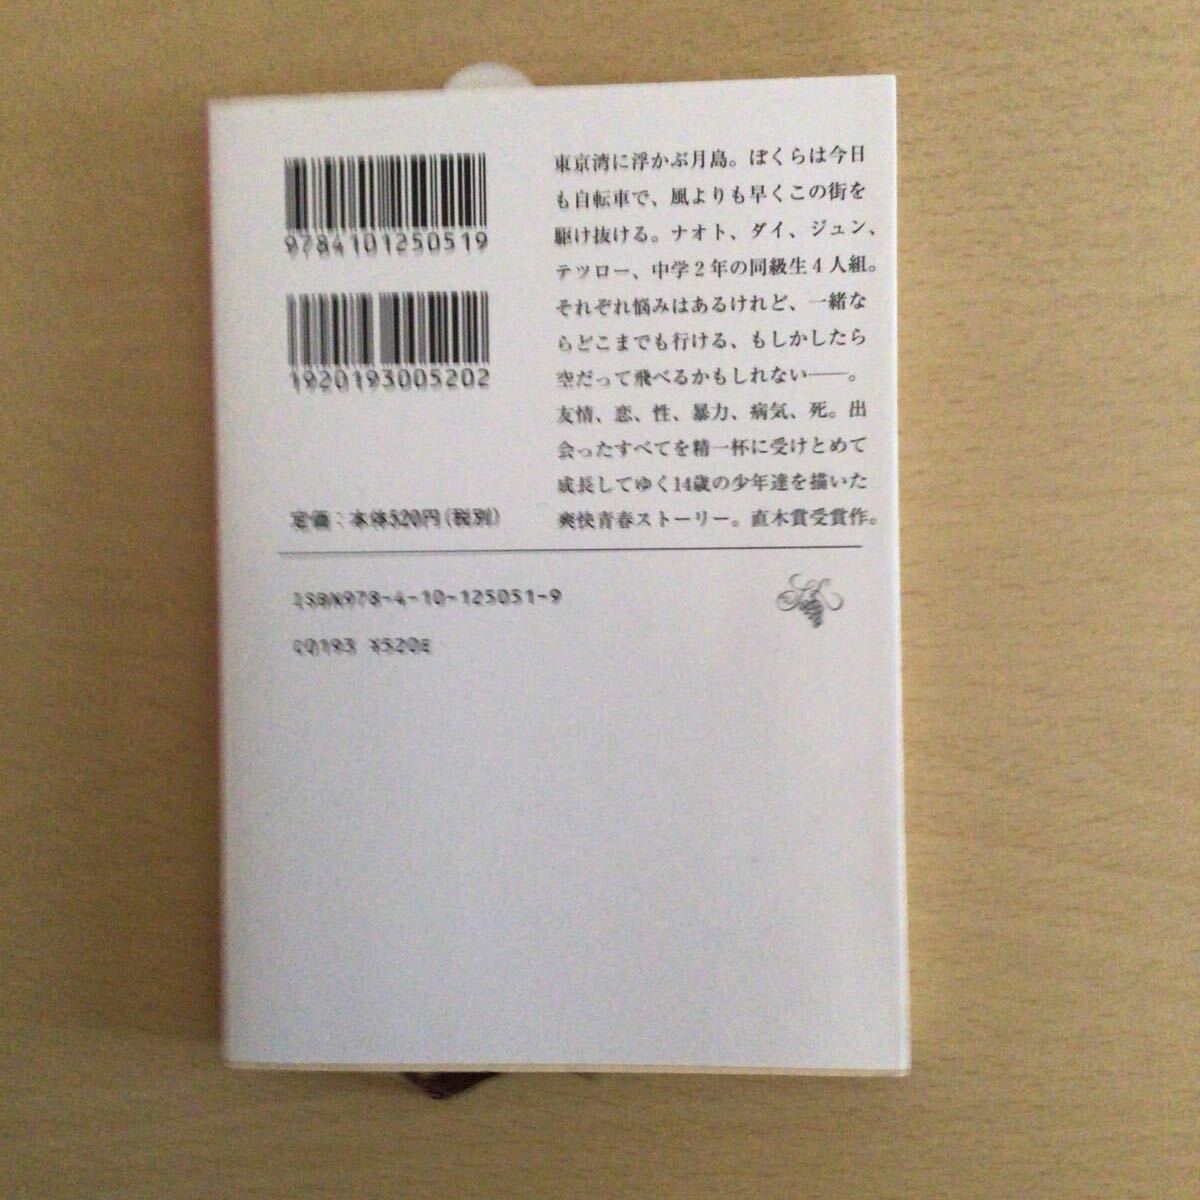 9784101250519
1920193005202
定価：本体520円（税別）
東京湾に浮かぶ月島。ぼくらは今日
も自転車で、風よりも早くこの街を
駆け抜ける。ナオト、ダイ、ジュン、
テツロー、中学2年の同級生4人組。
それぞれ悩みはあるけれど、一緒な
らどこまでも行ける、もしかしたら
空だって飛べるかもしれない――。
友情、恋、性、暴力、病気、死。出
会ったすべてを精一杯に受けとめて
成長してゆく14歳の少年達を描いた
爽快青春ストーリー。直木賞受賞作。
ISBN978-4-10-125051-9
C0193 ¥520E